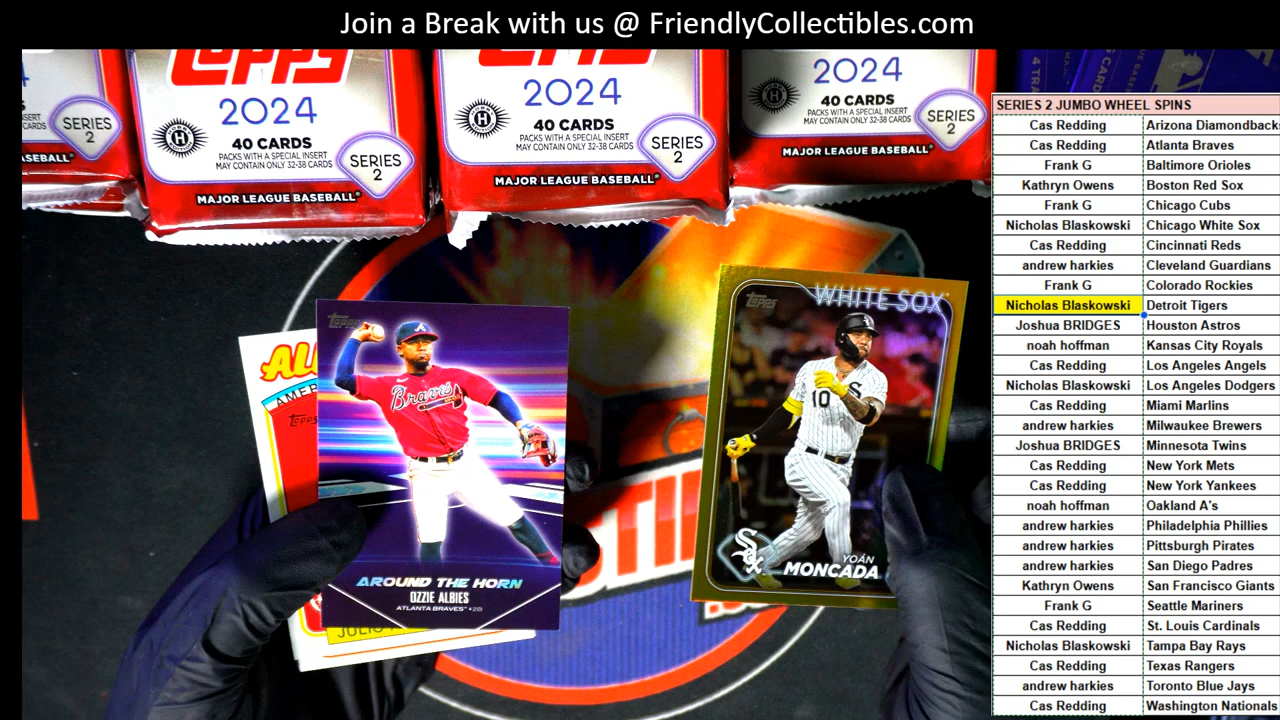 Join a Break with us @ FriendlyCollectibles.com
Topps
2024
40 CARDS
PACKS WITH A SPECIAL INSERT
MAY CONTAIN ONLY 32-38 CARDS
SERIES
2
MAJOR LEAGUE BASEBALL
2024
40 CARDS
PACKS WITH A SPECIAL INSERT
MAY CONTAIN ONLY 32-38 CARDS
SERIES
2
MAJOR LEAGUE BASEBALL
2024
40 CARDS
PACKS WITH A SPECIAL INSERT
MAY CONTAIN ONLY 32-38 CARDS
SERIES
2
MAJOR LEAGUE BASEBALL
SERIES
2
CARDS
ASEBALL
Topps
Braves
AROUND THE HORN
OZZIE ALBIES
ATLANTA BRAVES • 2B
Topps
Topps
WHITE SOX
10
YOÁN
MONCADA
SERIES 2 JUMBO WHEEL SPINS
Cas Redding Arizona Diamondback
Cas Redding Atlanta Braves
Frank G Baltimore Orioles
Kathryn Owens Boston Red Sox
Frank G Chicago Cubs
Nicholas Blaskowski Chicago White Sox
Cas Redding Cincinnati Reds
andrew harkies Cleveland Guardians
Frank G Colorado Rockies
Nicholas Blaskowski Detroit Tigers
Joshua BRIDGES Houston Astros
noah hoffman Kansas City Royals
Cas Redding Los Angeles Angels
Nicholas Blaskowski Los Angeles Dodgers
Cas Redding Miami Marlins
andrew harkies Milwaukee Brewers
Joshua BRIDGES Minnesota Twins
Cas Redding New York Mets
Cas Redding New York Yankees
noah hoffman Oakland A's
andrew harkies Philadelphia Phillies
andrew harkies Pittsburgh Pirates
andrew harkies San Diego Padres
Kathryn Owens San Francisco Giants
Frank G Seattle Mariners
Cas Redding St. Louis Cardinals
Nicholas Blaskowski Tampa Bay Rays
Cas Redding Texas Rangers
andrew harkies Toronto Blue Jays
Cas Redding Washington Nationals